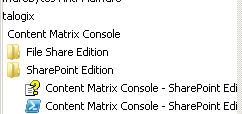 talogix
Content Matrix Console
File Share Edition
SharePoint Edition
Content Matrix Console - SharePoint Edi
Content Matrix Console - SharePoint Edi